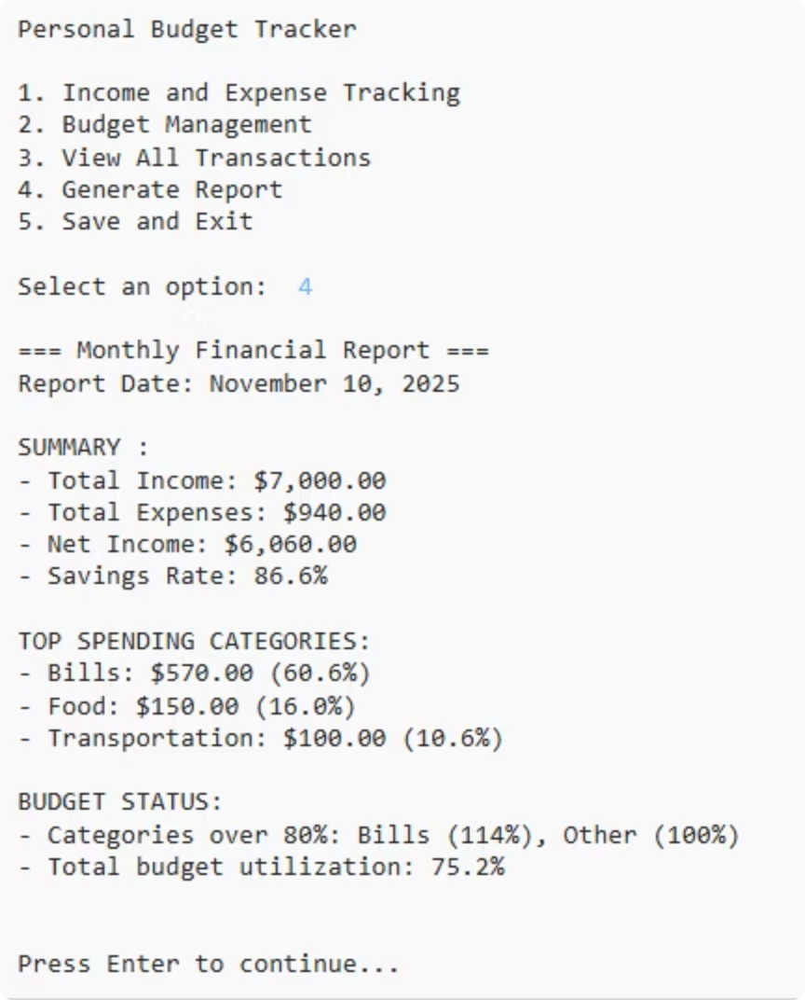 Personal Budget Tracker
1. Income and Expense Tracking
2. Budget Management
3. View All Transactions
4. Generate Report
5. Save and Exit
Select an option:  4
=== Monthly Financial Report ===
Report Date: November 10, 2025
SUMMARY :
- Total Income: $7,000.00
- Total Expenses: $940.00
- Net Income: $6,060.00
- Savings Rate: 86.6%
TOP SPENDING CATEGORIES:
- Bills: $570.00 (60.6%)
- Food: $150.00 (16.0%)
- Transportation: $100.00 (10.6%)
BUDGET STATUS:
- Categories over 80%: Bills (114%), Other (100%)
- Total budget utilization: 75.2%
Press Enter to continue...